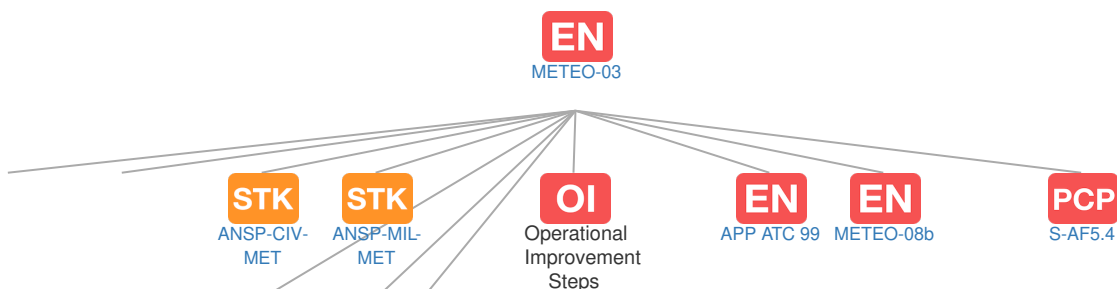 EN
METEO-03
STK
STK
OI
EN
EN
PCP
ANSP-CIV-
MET
ANSP-MIL-
MET
Operational
Improvement
Steps
APP ATC 99
METEO-08b
S-AF5.4